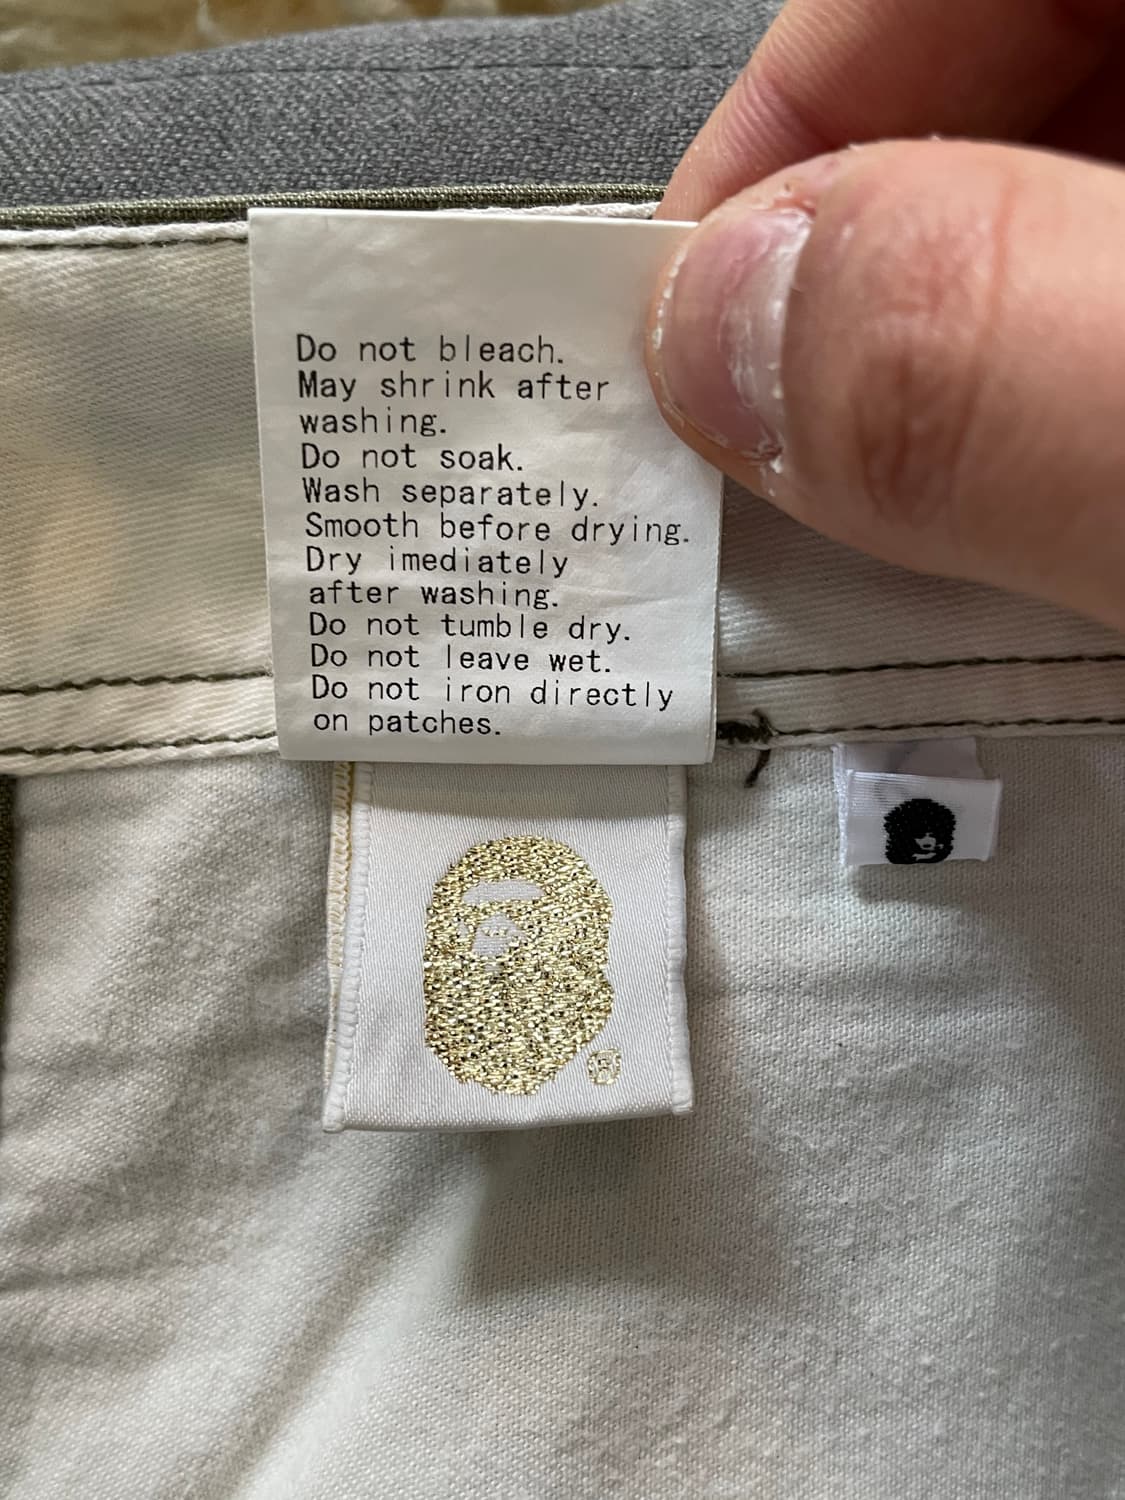 Do not bleach.
May shrink after
washing.
Do not soak.
Wash separately.
Smooth before drying.
Dry imediately
after washing.
Do not tumble dry.
Do not leave wet.
Do not iron directly
on patches.
®